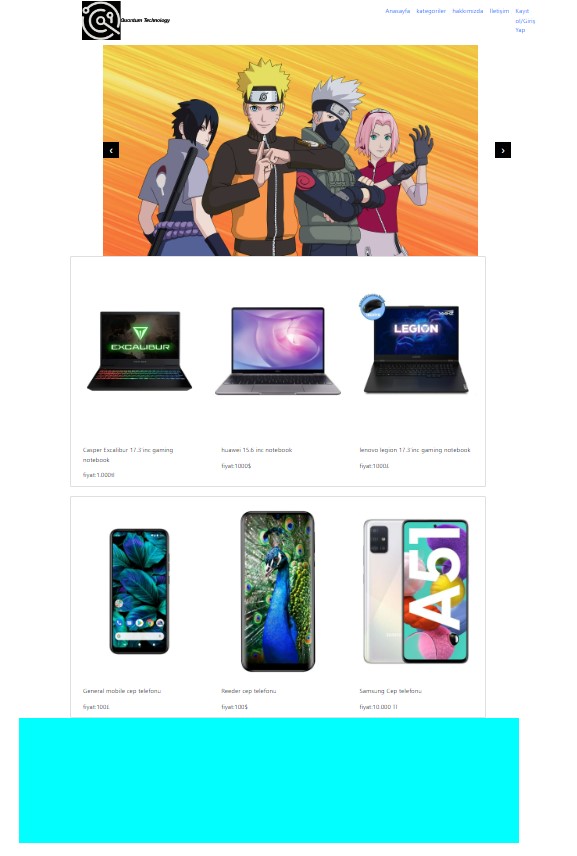 Quantum Technology
Anasayfa kategoriler hakkımızda İletişim Kayıt
ol/Giriş
Yap
‹ ›
EXCALIBUR
LEGION
Casper Excalibur 17.3 inc gaming
notebook
fiyat:1000₺
huawei 15.6 inc notebook
fiyat:1000$
lenovo legion 17.3 inc gaming notebook
fiyat:1000£
A51
General mobile cep telefonu
fiyat:100£
Reeder cep telefonu
fiyat:100$
Samsung Cep telefonu
fiyat:10.000 Tl